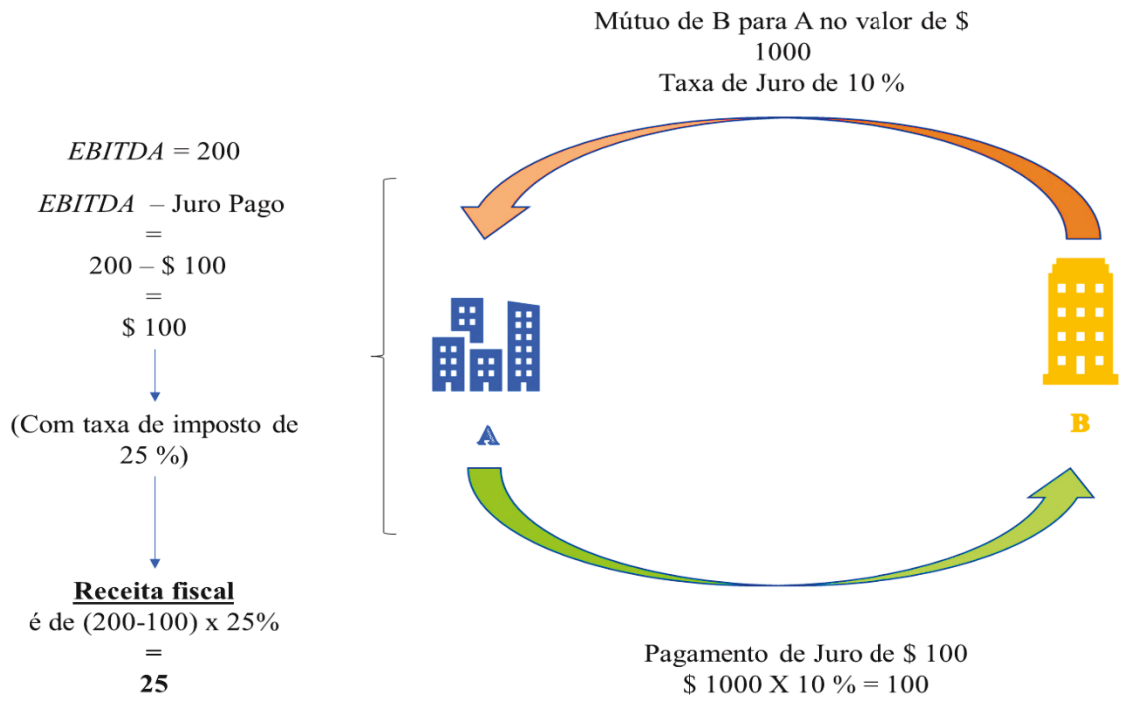 Mútuo de B para A no valor de $
1000
Taxa de Juro de 10 %
EBITDA = 200
EBITDA – Juro Pago
=
200 – $ 100
=
$ 100
(Com taxa de imposto de
25 %)
Receita fiscal
é de (200-100) x 25%
=
25
A
B
Pagamento de Juro de $ 100
$ 1000 X 10 % = 100